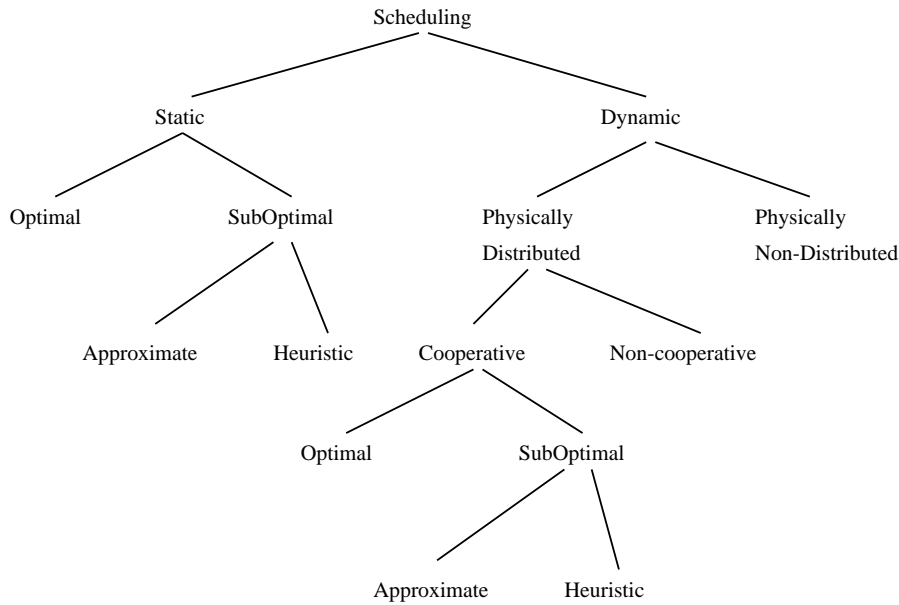 Scheduling
Static
Dynamic
Optimal
SubOptimal
Physically
Distributed
Physically
Non-Distributed
Approximate
Heuristic
Cooperative
Non-cooperative
Optimal
SubOptimal
Approximate
Heuristic